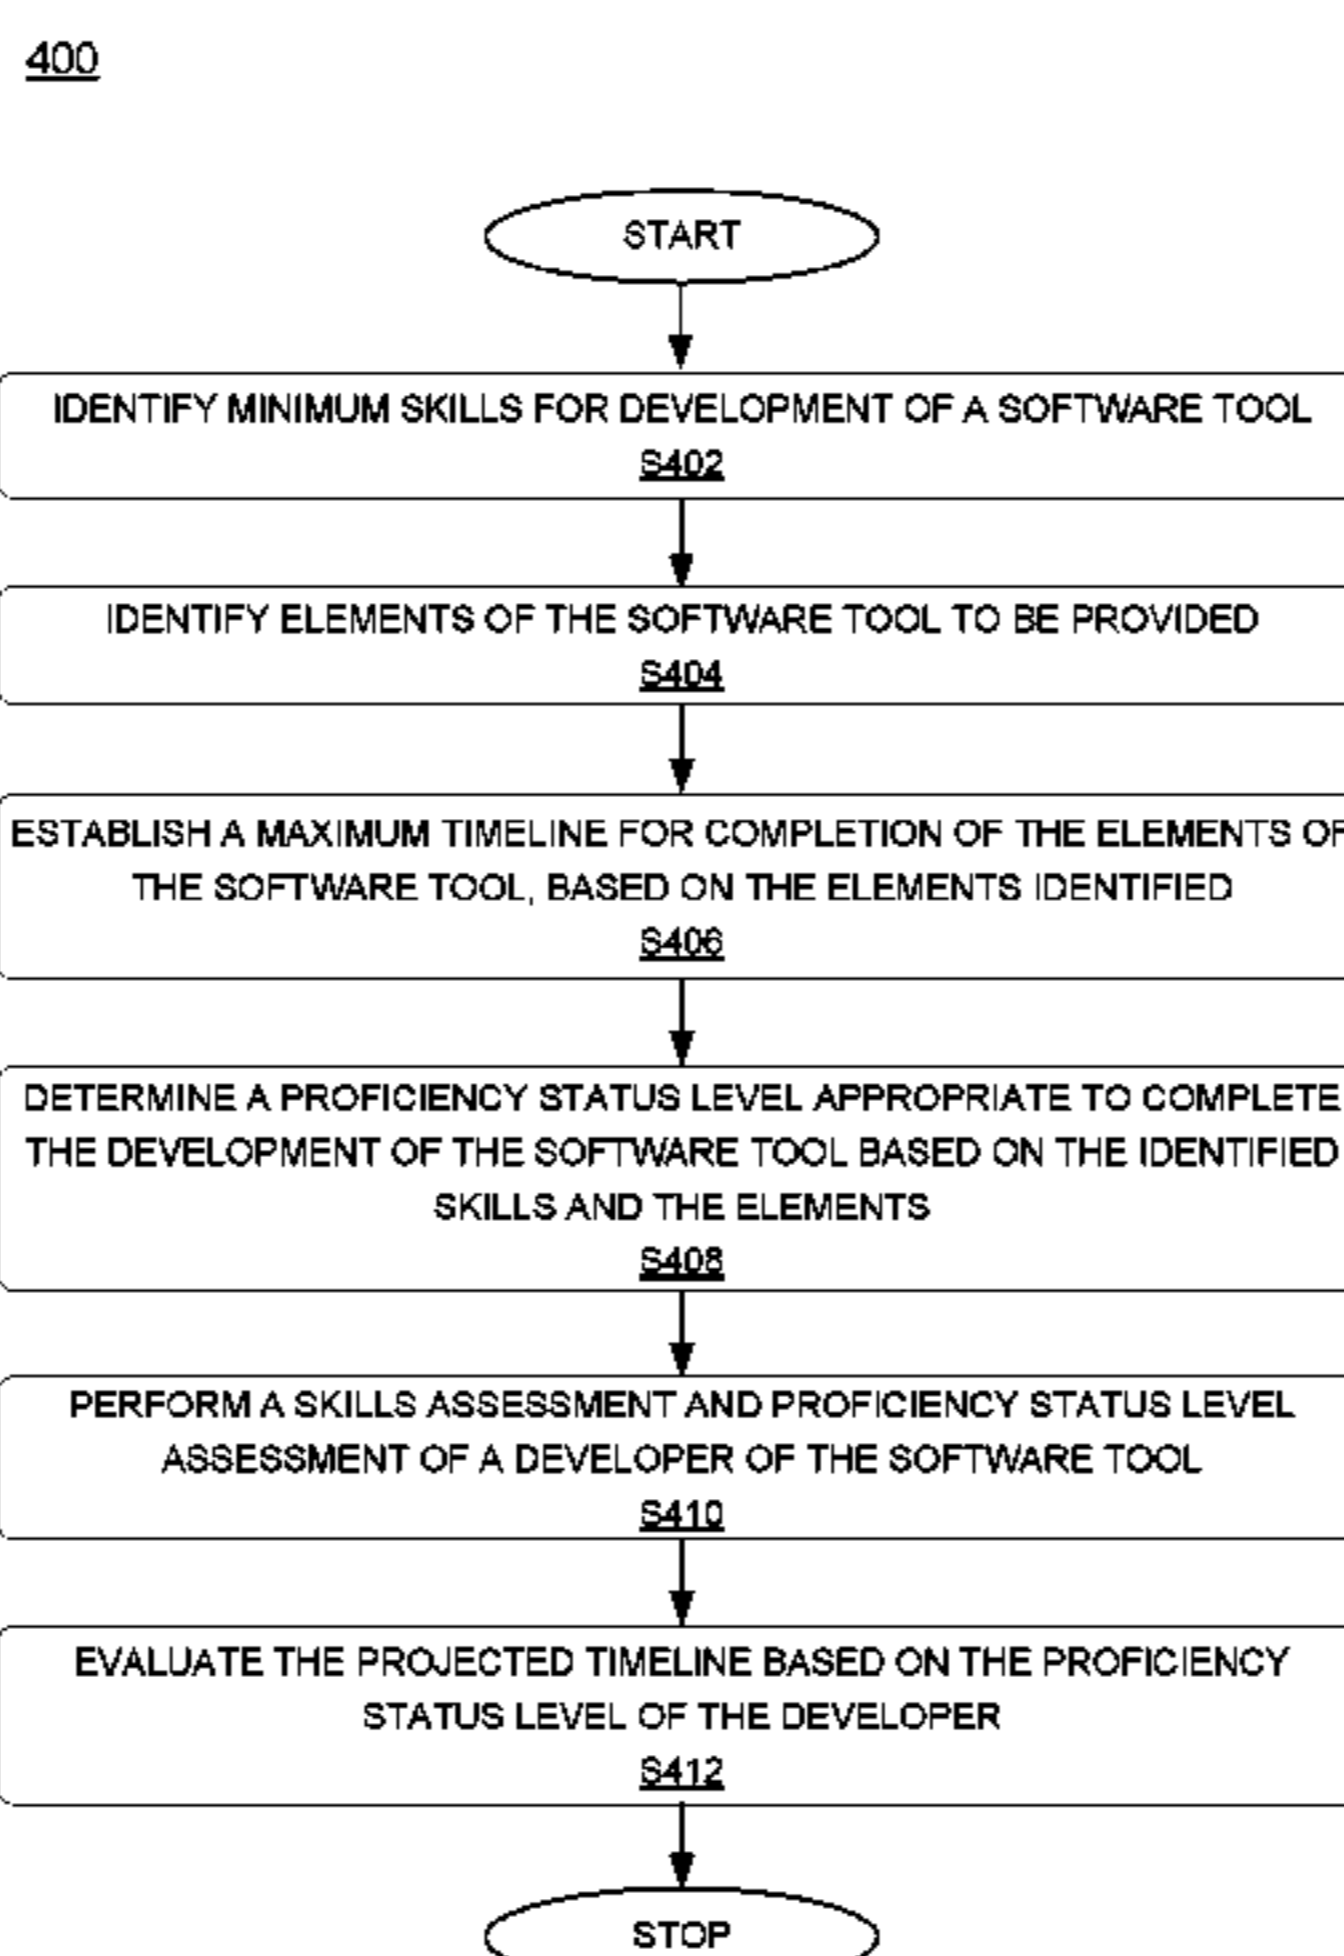 400
START
IDENTIFY MINIMUM SKILLS FOR DEVELOPMENT OF A SOFTWARE TOOL
S402
IDENTIFY ELEMENTS OF THE SOFTWARE TOOL TO BE PROVIDED
S404
ESTABLISH A MAXIMUM TIMELINE FOR COMPLETION OF THE ELEMENTS OF
THE SOFTWARE TOOL, BASED ON THE ELEMENTS IDENTIFIED
S406
DETERMINE A PROFICIENCY STATUS LEVEL APPROPRIATE TO COMPLETE
THE DEVELOPMENT OF THE SOFTWARE TOOL BASED ON THE IDENTIFIED
SKILLS AND THE ELEMENTS
S408
PERFORM A SKILLS ASSESSMENT AND PROFICIENCY STATUS LEVEL
ASSESSMENT OF A DEVELOPER OF THE SOFTWARE TOOL
S410
EVALUATE THE PROJECTED TIMELINE BASED ON THE PROFICIENCY
STATUS LEVEL OF THE DEVELOPER
S412
STOP